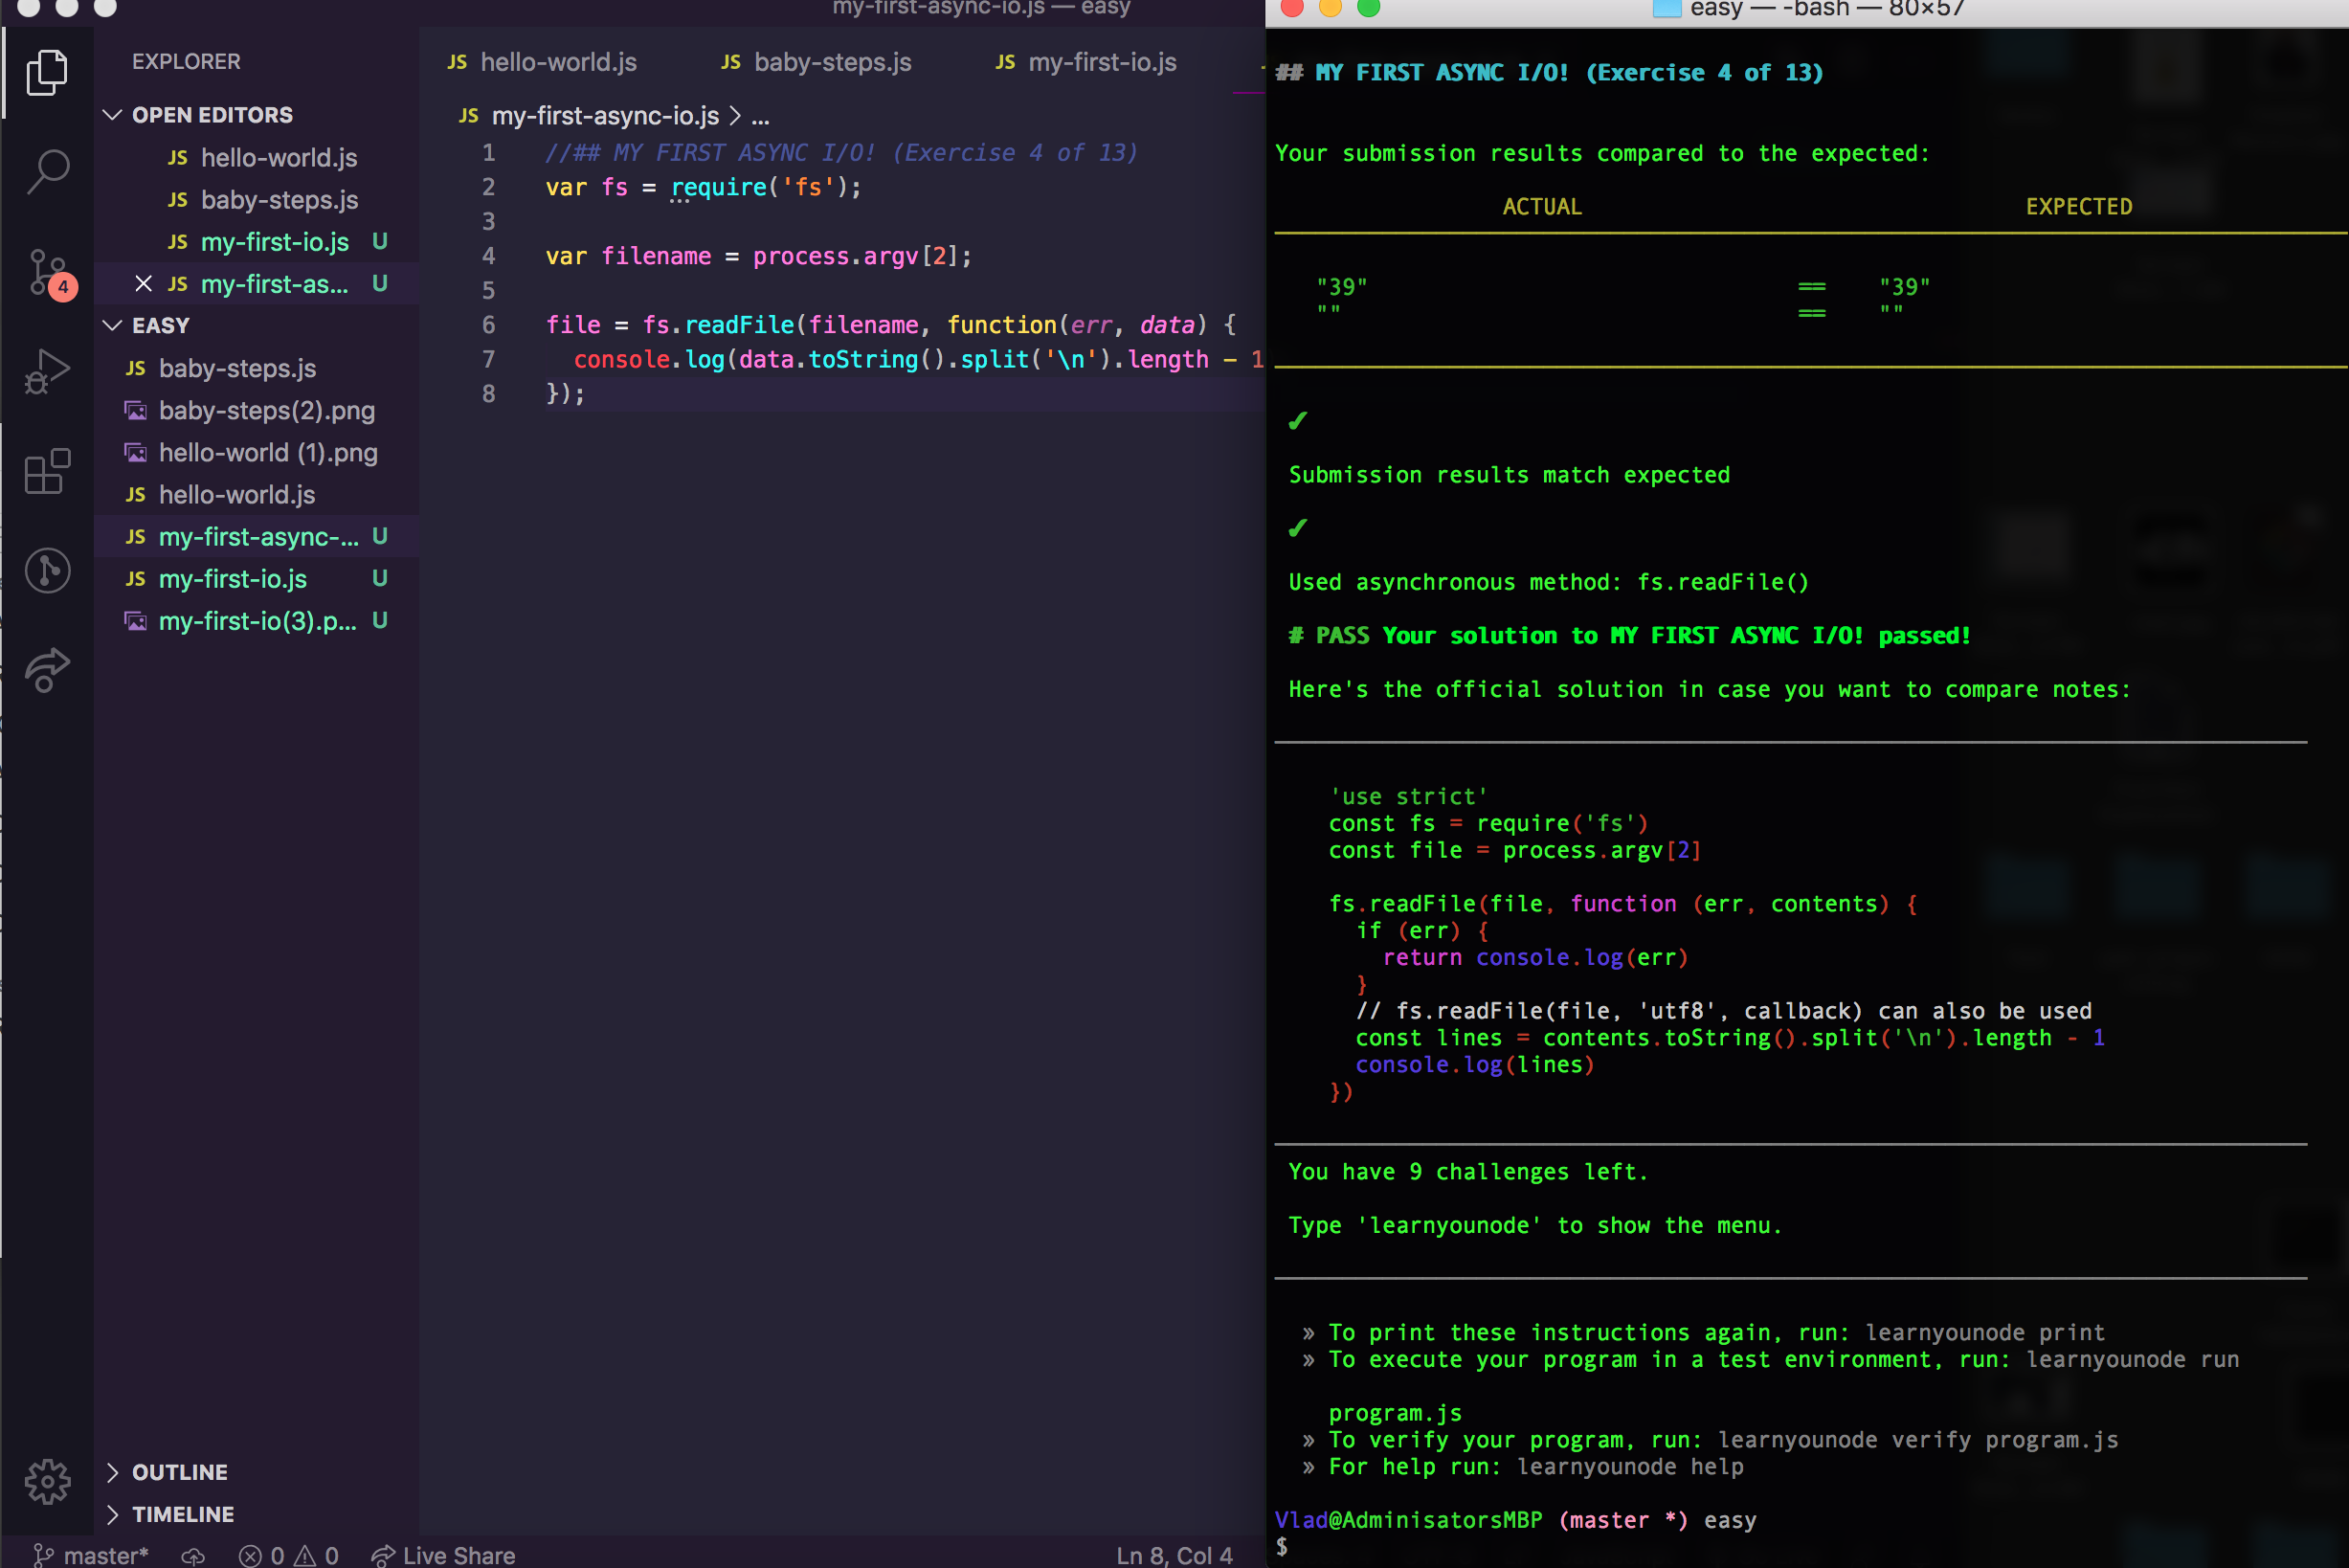 my-first-async-io.js — easy
EXPLORER
OPEN EDITORS
JS hello-world.js
JS baby-steps.js
JS my-first-io.js U
JS my-first-as... U
EASY
JS baby-steps.js
baby-steps(2).png
hello-world (1).png
JS hello-world.js
JS my-first-async-... U
JS my-first-io.js U
my-first-io(3).p... U
OUTLINE
TIMELINE
4
JS hello-world.js JS baby-steps.js JS my-first-io.js
JS my-first-async-io.js > ...
1 //## MY FIRST ASYNC I/O! (Exercise 4 of 13)
2 var fs = require('fs');
3
4 var filename = process.argv[2];
5
6 file = fs.readFile(filename, function(err, data) {
7 console.log(data.toString().split('\n').length - 1
8 });
master* 0 0 Live Share Ln 8, Col 4
easy — -bash — 80×57
## MY FIRST ASYNC I/O! (Exercise 4 of 13)
Your submission results compared to the expected:
ACTUAL EXPECTED
"39" == "39"
"" == ""
✔
Submission results match expected
✔
Used asynchronous method: fs.readFile()
# PASS Your solution to MY FIRST ASYNC I/O! passed!
Here's the official solution in case you want to compare notes:
'use strict'
const fs = require('fs')
const file = process.argv[2]
fs.readFile(file, function (err, contents) {
if (err) {
return console.log(err)
}
// fs.readFile(file, 'utf8', callback) can also be used
const lines = contents.toString().split('\n').length - 1
console.log(lines)
})
You have 9 challenges left.
Type 'learnyounode' to show the menu.
» To print these instructions again, run: learnyounode print
» To execute your program in a test environment, run: learnyounode run
program.js
» To verify your program, run: learnyounode verify program.js
» For help run: learnyounode help
Vlad@AdminisatorsMBP (master *) easy
$